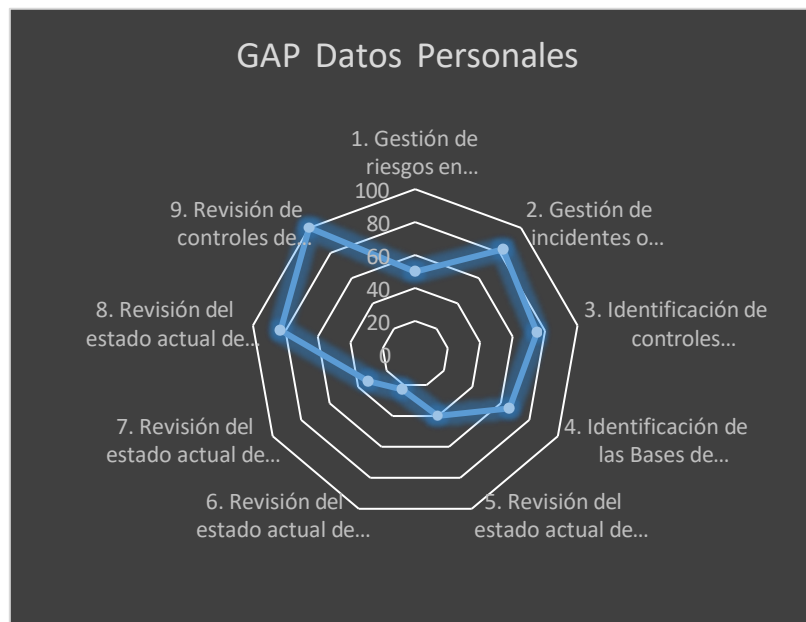 GAP Datos Personales
1. Gestión de
riesgos en...
2. Gestión de
incidentes o...
3. Identificación de
controles...
4. Identificación de
las Bases de...
5. Revisión del
estado actual de...
6. Revisión del
estado actual de...
7. Revisión del
estado actual de...
8. Revisión del
estado actual de...
9. Revisión de
controles de...
100
80
60
40
20
0